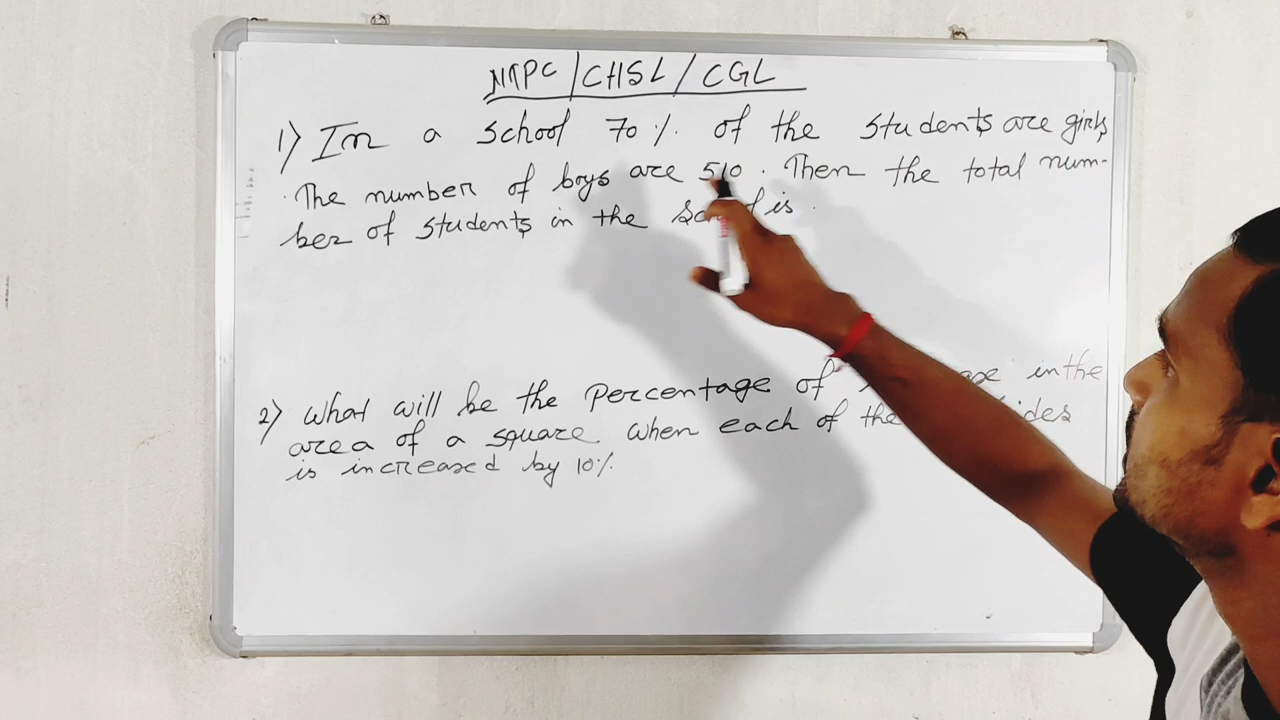 NTPC / CHSL / CGL
1) In a school 70 % of the students are girls
. The number of boys are 510 . Then the total num-
ber of students in the is .
2) What will be the percentage of in the
area of a square when each of the
is increased by 10%